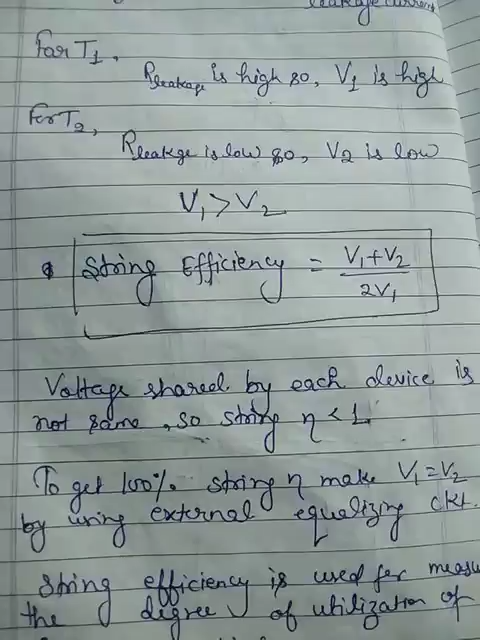 leakage current
For T1,
Rleakage is high so, V1 is high
For T2,
Rleakge is low so, V2 is low
V1 > V2
String Efficiency = V1+V2 / 2V1
Voltage shared by each device is
not same, so string η < 1.
To get 100% string η make V1=V2
by using external equalizing ckt.
String efficiency is used for measu
the degree of utilization of